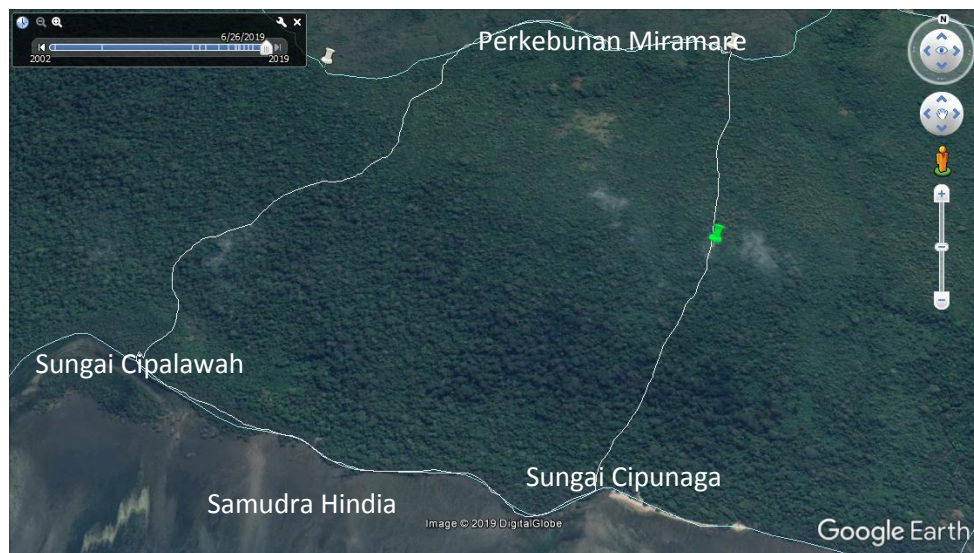 6/26/2019
2002
2019
Perkebunan Miramare
N
Sungai Cipalawah
Sungai Cipunaga
Samudra Hindia
Image © 2019 DigitalGlobe
Google Earth